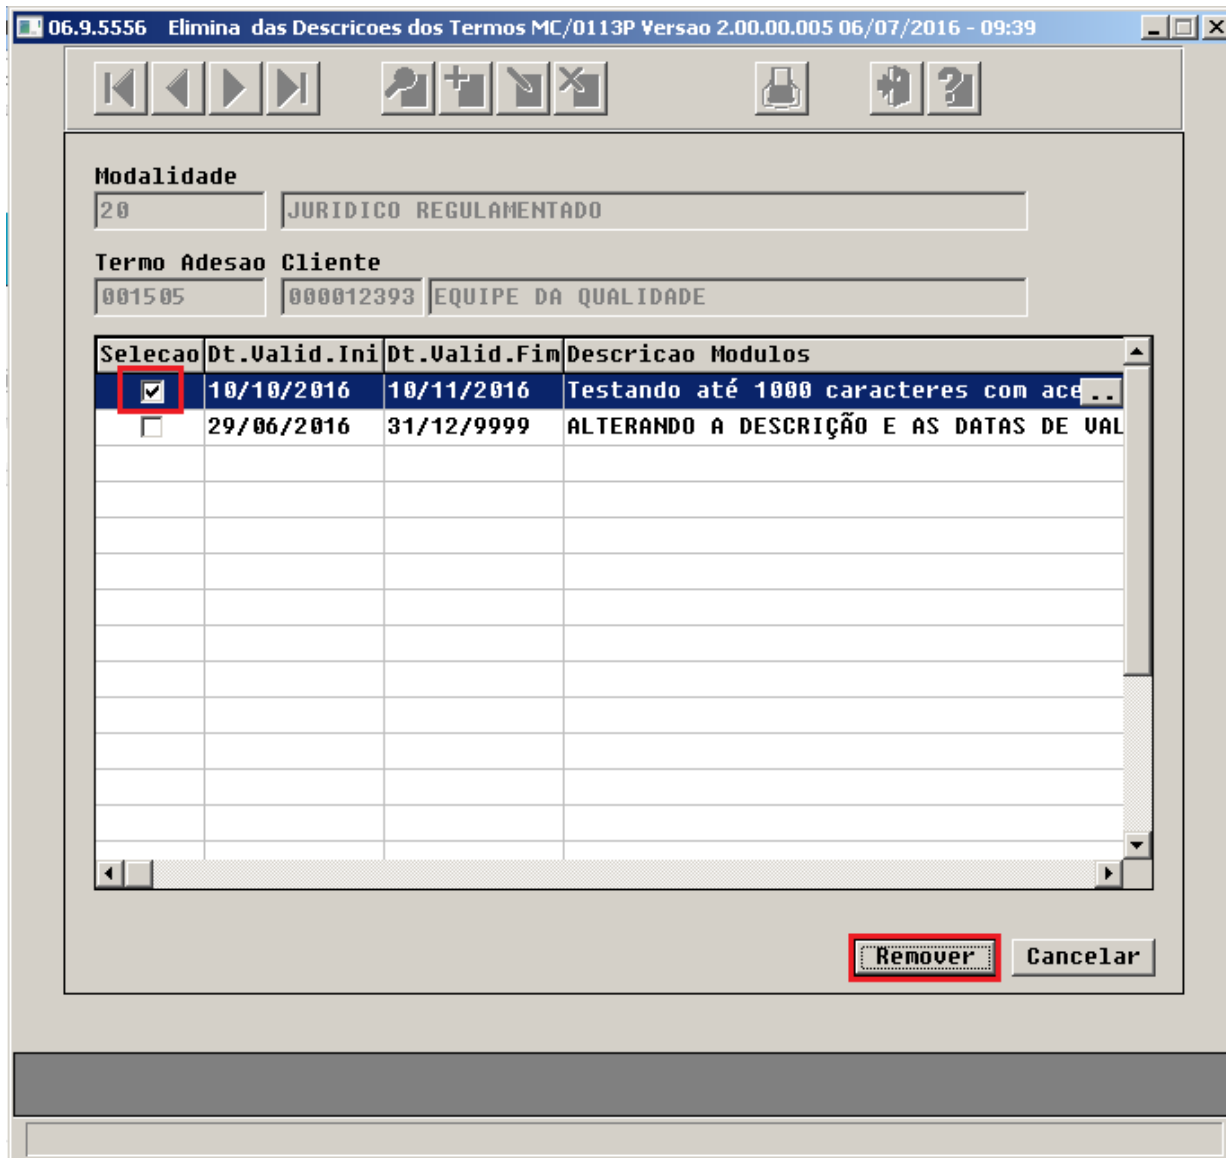 06.9.5556 Elimina das Descricoes dos Termos MC/0113P Versao 2.00.00.005 06/07/2016 - 09:39
Modalidade
20 JURIDICO REGULAMENTADO
Termo Adesao Cliente
001505 000012393 EQUIPE DA QUALIDADE
Selecao Dt.Valid.Ini Dt.Valid.Fim Descricao Modulos
10/10/2016 10/11/2016 Testando até 1000 caracteres com ace ..
29/06/2016 31/12/9999 ALTERANDO A DESCRIÇÃO E AS DATAS DE VAL
Remover Cancelar